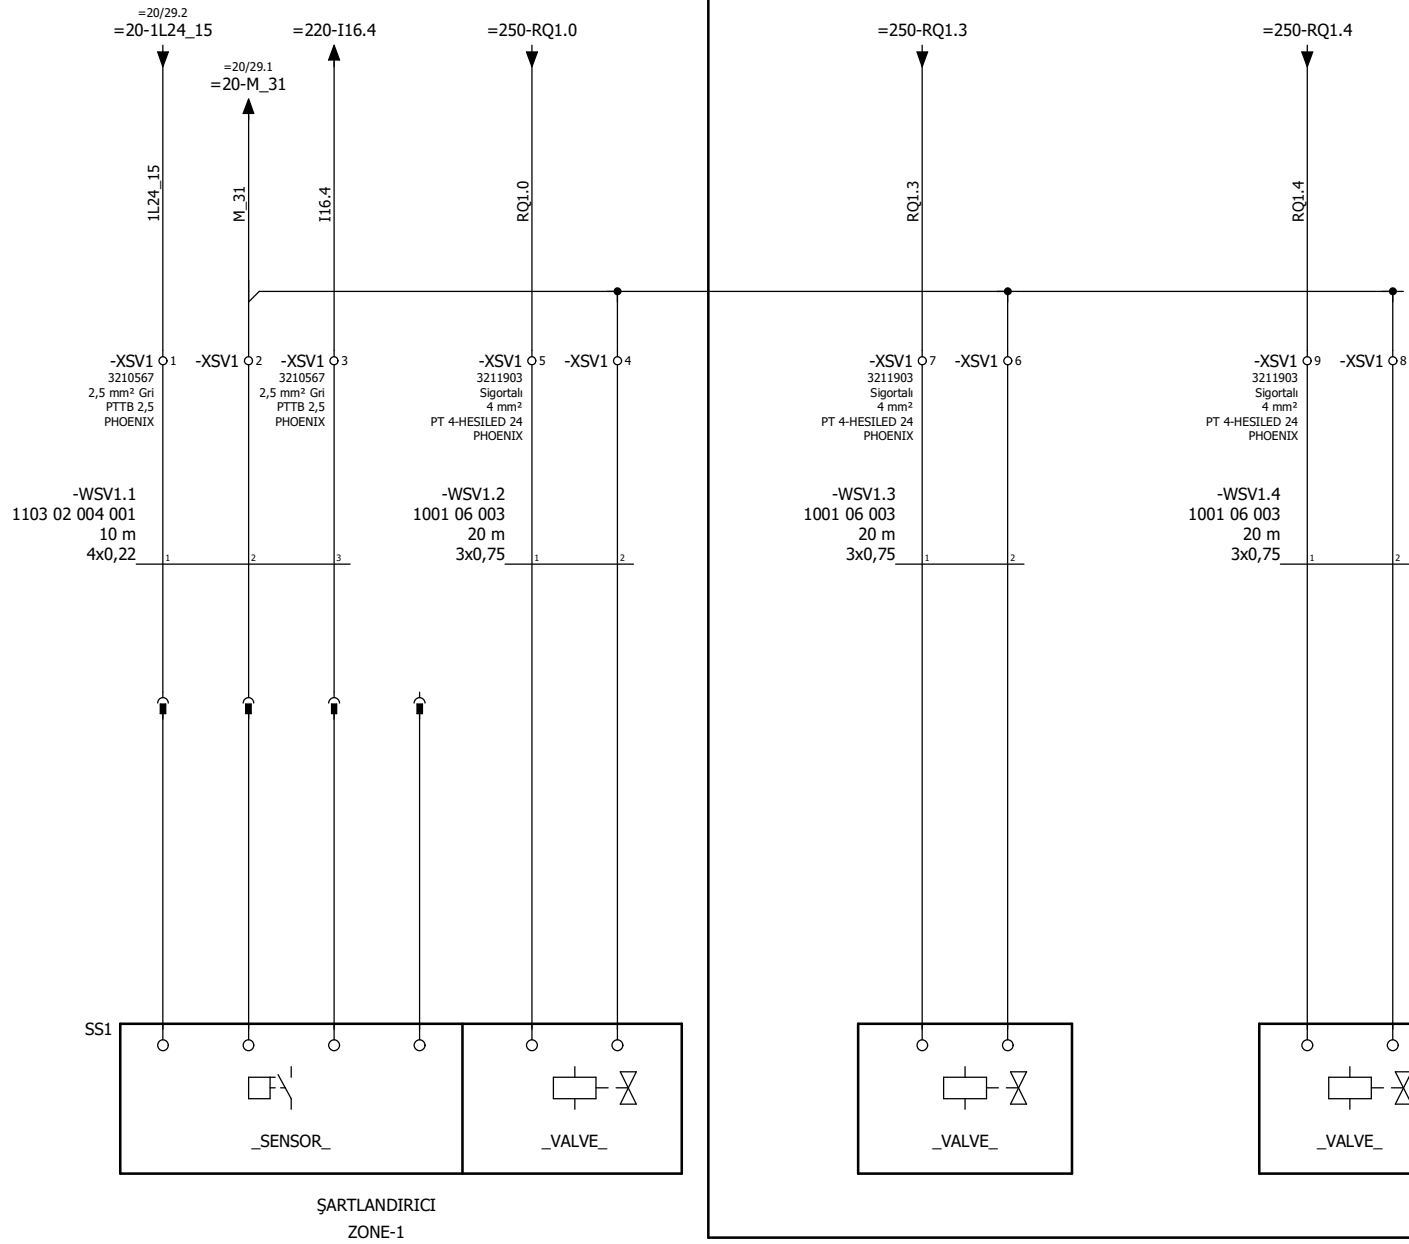 =20/29.2
=20-1L24_15
=220-I16.4
=250-RQ1.0
=250-RQ1.3
=250-RQ1.4
=20/29.1
=20-M_31
1L24_15
M_31
I16.4
RQ1.0
RQ1.3
RQ1.4
-XSV1 1
3210567
2,5 mm² Gri
PTTB 2,5
PHOENIX
-XSV1 2
-XSV1 3
3210567
2,5 mm² Gri
PTTB 2,5
PHOENIX
-XSV1 5
3211903
Sigortalı
4 mm²
PT 4-HESILED 24
PHOENIX
-XSV1 4
-XSV1 7
3211903
Sigortalı
4 mm²
PT 4-HESILED 24
PHOENIX
-XSV1 6
-XSV1 9
3211903
Sigortalı
4 mm²
PT 4-HESILED 24
PHOENIX
-XSV1 8
-WSV1.1
1103 02 004 001
10 m
4x0,22 1 2 3
-WSV1.2
1001 06 003
20 m
3x0,75 1 2
-WSV1.3
1001 06 003
20 m
3x0,75 1 2
-WSV1.4
1001 06 003
20 m
3x0,75 1 2
SS1
_SENSOR_
_VALVE_
_VALVE_
_VALVE_
ŞARTLANDIRICI
ZONE-1